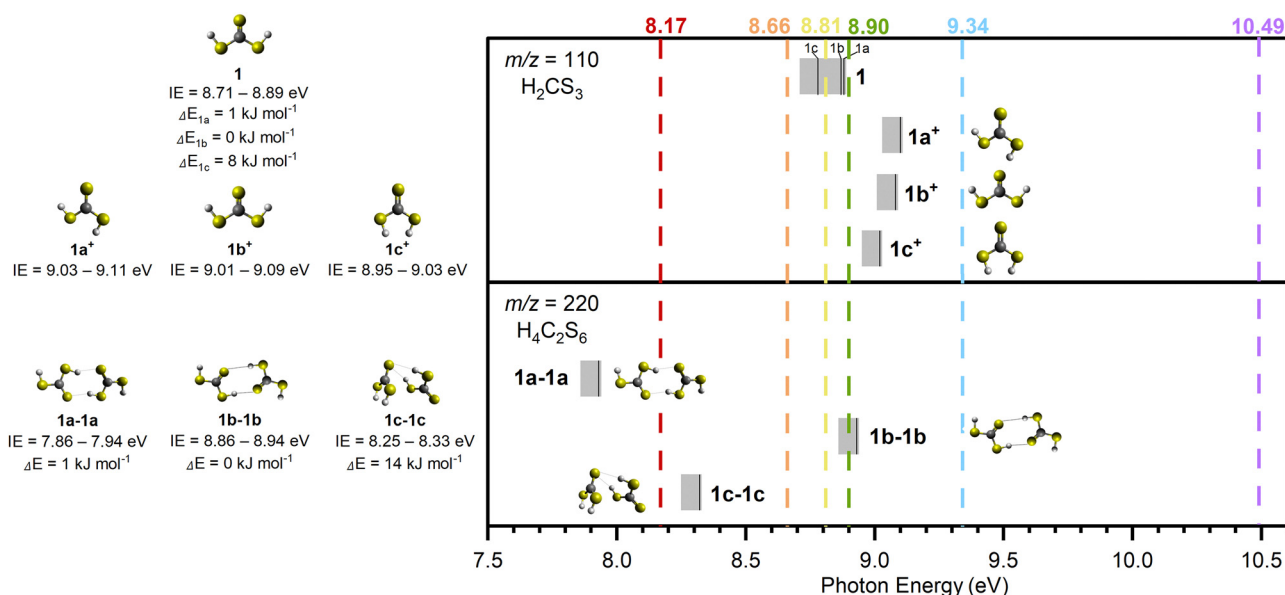 1
IE = 8.71 – 8.89 eV
ΔE1a = 1 kJ mol⁻¹
ΔE1b = 0 kJ mol⁻¹
ΔE1c = 8 kJ mol⁻¹
1a⁺
IE = 9.03 – 9.11 eV
1b⁺
IE = 9.01 – 9.09 eV
1c⁺
IE = 8.95 – 9.03 eV
1a-1a
IE = 7.86 – 7.94 eV
ΔE = 1 kJ mol⁻¹
1b-1b
IE = 8.86 – 8.94 eV
ΔE = 0 kJ mol⁻¹
1c-1c
IE = 8.25 – 8.33 eV
ΔE = 14 kJ mol⁻¹
8.17 8.66 8.81 8.90 9.34 10.49
m/z = 110
H₂CS₃
1c 1b 1a
1
1a⁺
1b⁺
1c⁺
m/z = 220
H₄C₂S₆
1a-1a
1b-1b
1c-1c
7.5 8.0 8.5 9.0 9.5 10.0 10.5
Photon Energy (eV)